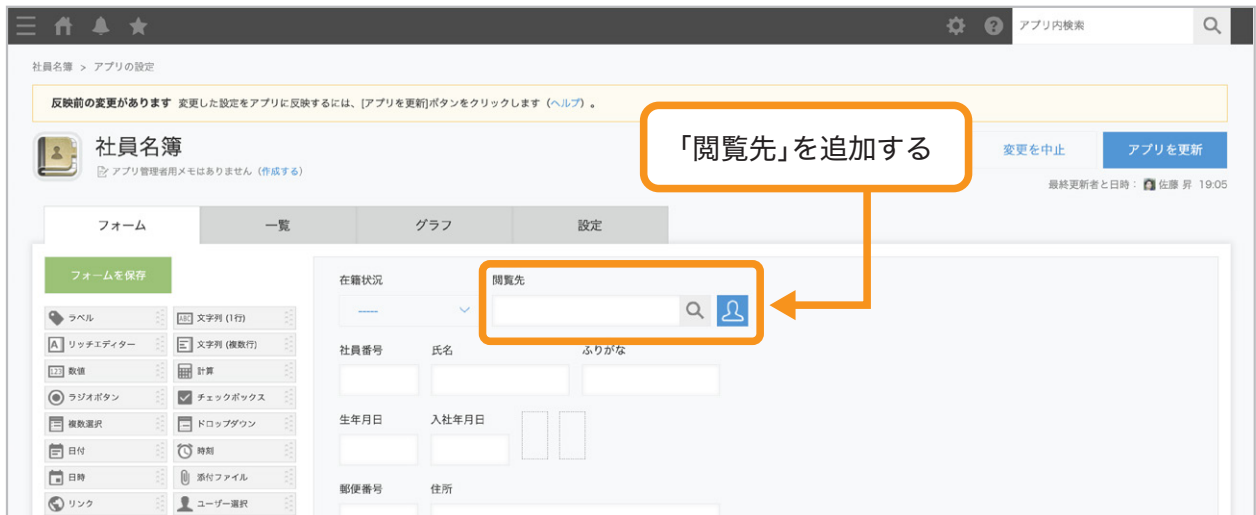 アプリ内検索
社員名簿 > アプリの設定
反映前の変更があります 変更した設定をアプリに反映するには、[アプリを更新]ボタンをクリックします（ヘルプ）。
「閲覧先」を追加する
社員名簿
アプリ管理者用メモはありません（作成する）
変更を中止
アプリを更新
最終更新者と日時： 佐藤 昇 19:05
フォーム 一覧 グラフ 設定
フォームを保存
在籍状況 閲覧先
-----
ラベル ABC 文字列 (1行)
A リッチエディター 文字列 (複数行)
123 数値 計算
ラジオボタン チェックボックス
複数選択 ドロップダウン
日付 時刻
日時 添付ファイル
リンク ユーザー選択
社員番号 氏名 ふりがな
生年月日 入社年月日
郵便番号 住所